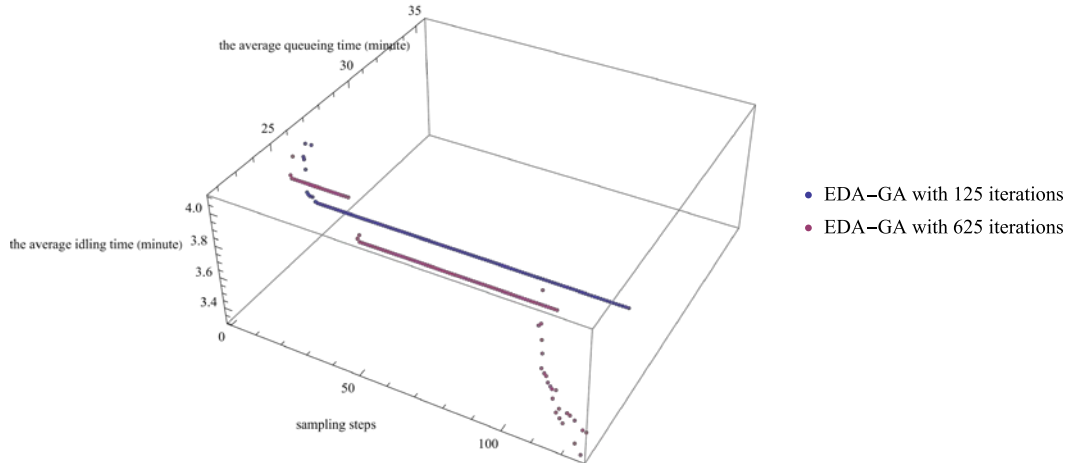 35
the average queueing time (minute)
30
25
4.0
the average idling time (minute)
3.8
3.6
3.4
0
50
sampling steps
100
EDA−GA with 125 iterations
EDA−GA with 625 iterations